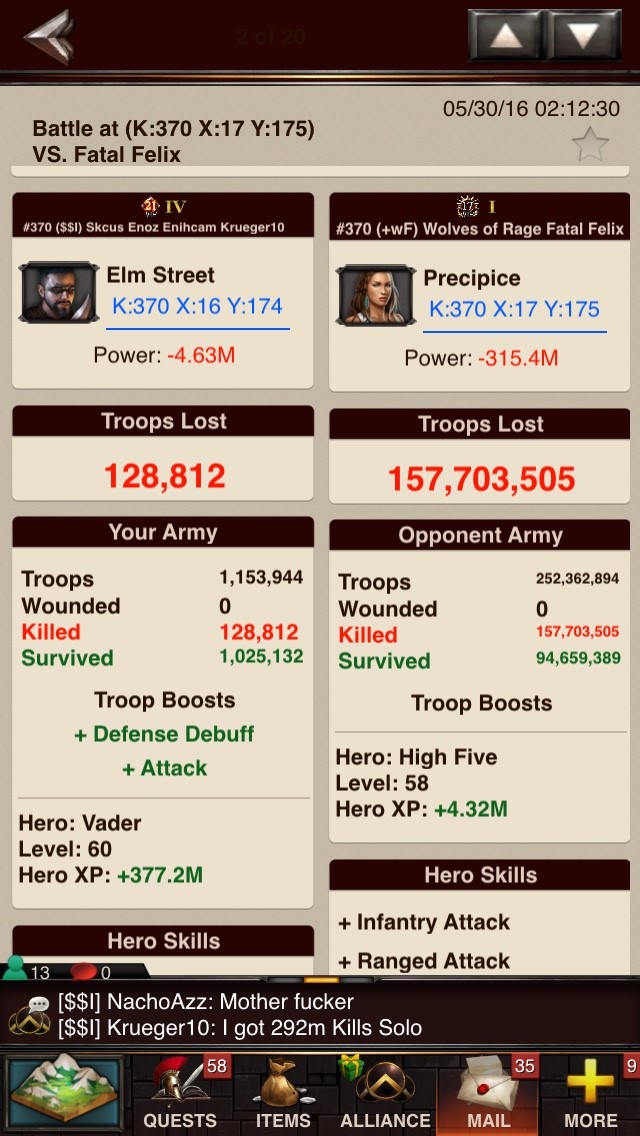 2 of 20
05/30/16 02:12:30
Battle at (K:370 X:17 Y:175)
VS. Fatal Felix
21 IV
#370 ($$I) Skcus Enoz Enihcam Krueger10
Elm Street
K:370 X:16 Y:174
Power: -4.63M
Troops Lost
128,812
Your Army
Troops 1,153,944
Wounded 0
Killed 128,812
Survived 1,025,132
Troop Boosts
+ Defense Debuff
+ Attack
Hero: Vader
Level: 60
Hero XP: +377.2M
Hero Skills
17 I
#370 (+wF) Wolves of Rage Fatal Felix
Precipice
K:370 X:17 Y:175
Power: -315.4M
Troops Lost
157,703,505
Opponent Army
Troops 252,362,894
Wounded 0
Killed 157,703,505
Survived 94,659,389
Troop Boosts
Hero: High Five
Level: 58
Hero XP: +4.32M
Hero Skills
+ Infantry Attack
+ Ranged Attack
13 0
[$$I] NachoAzz: Mother fucker
[$$I] Krueger10: I got 292m Kills Solo
58 35 9
QUESTS ITEMS ALLIANCE MAIL MORE